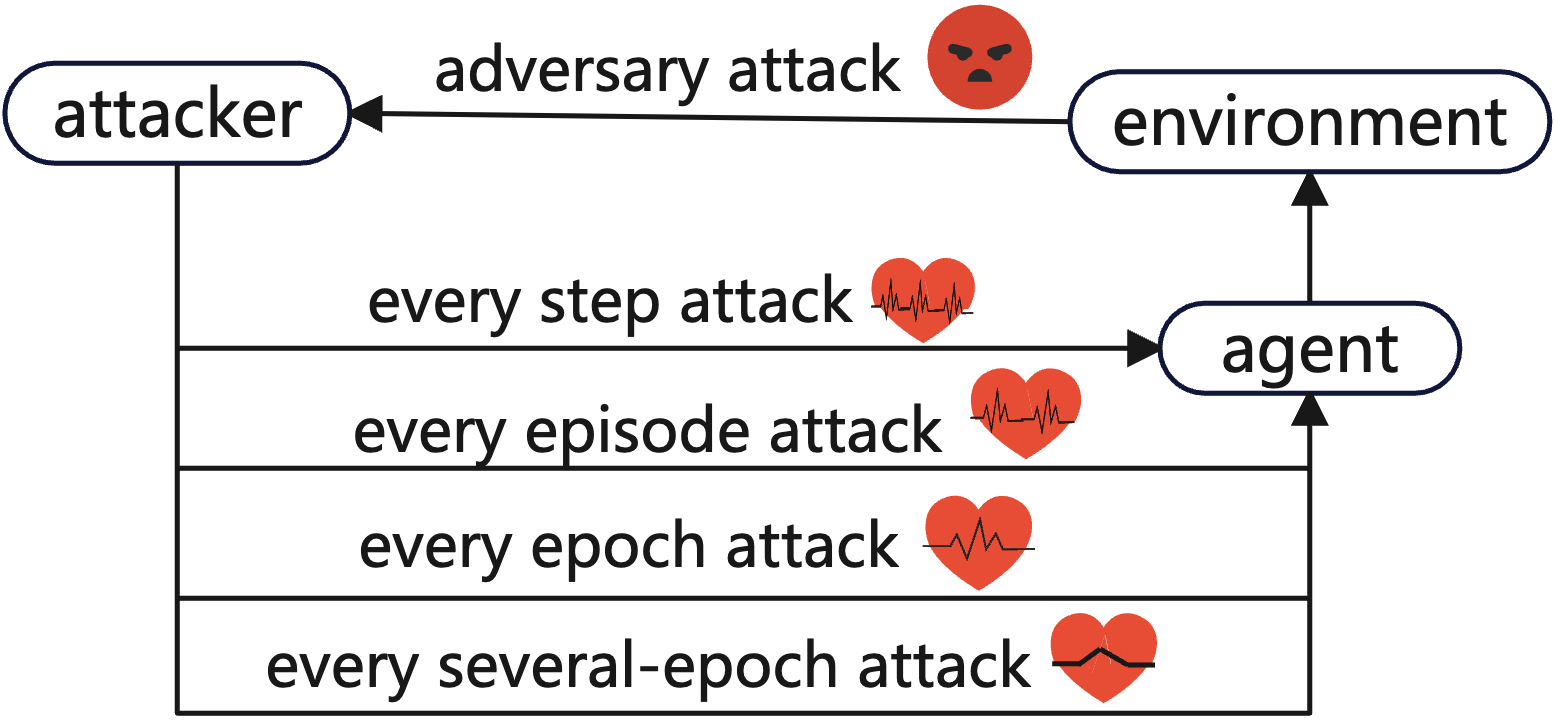 adversary attack
attacker
environment
every step attack
agent
every episode attack
every epoch attack
every several-epoch attack